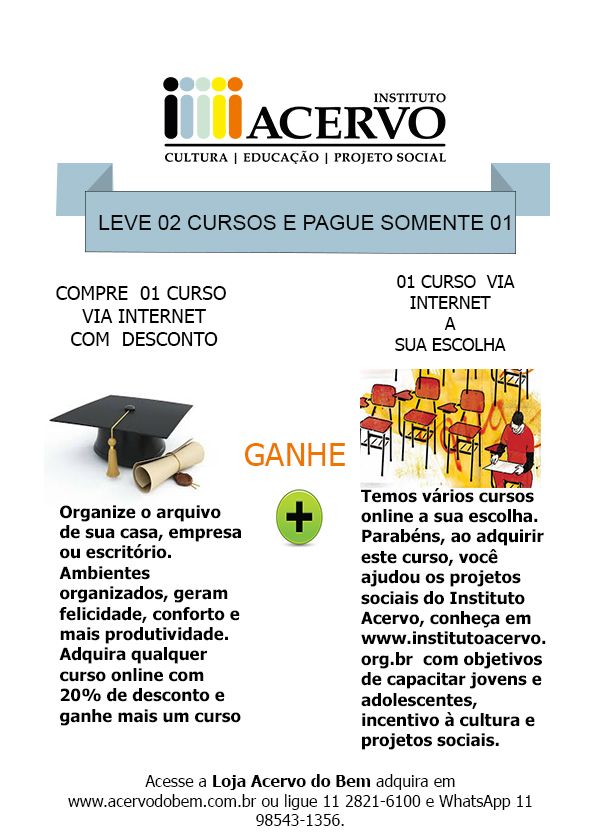 INSTITUTO
ACERVO
CULTURA | EDUCAÇÃO | PROJETO SOCIAL
LEVE 02 CURSOS E PAGUE SOMENTE 01
COMPRE 01 CURSO
VIA INTERNET
COM DESCONTO
01 CURSO VIA
INTERNET
A
SUA ESCOLHA
GANHE
Organize o arquivo
de sua casa, empresa
ou escritório.
Ambientes
organizados, geram
felicidade, conforto e
mais produtividade.
Adquira qualquer
curso online com
20% de desconto e
ganhe mais um curso
Temos vários cursos
online a sua escolha.
Parabéns, ao adquirir
este curso, você
ajudou os projetos
sociais do Instituto
Acervo, conheça em
www.institutoacervo.
org.br com objetivos
de capacitar jovens e
adolescentes,
incentivo à cultura e
projetos sociais.
Acesse a Loja Acervo do Bem adquira em
www.acervodobem.com.br ou ligue 11 2821-6100 e WhatsApp 11
98543-1356.